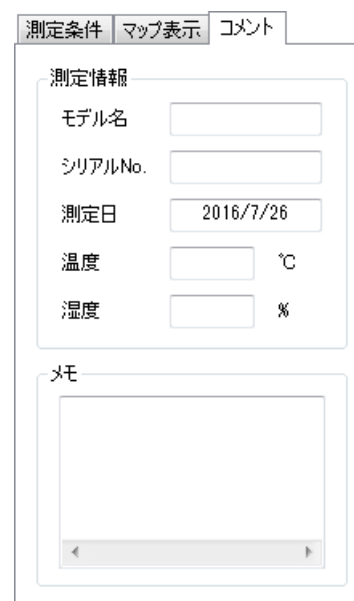 測定条件 マップ表示 コメント
測定情報
モデル名
シリアルNo.
測定日 2016/7/26
温度 ℃
湿度 %
メモ